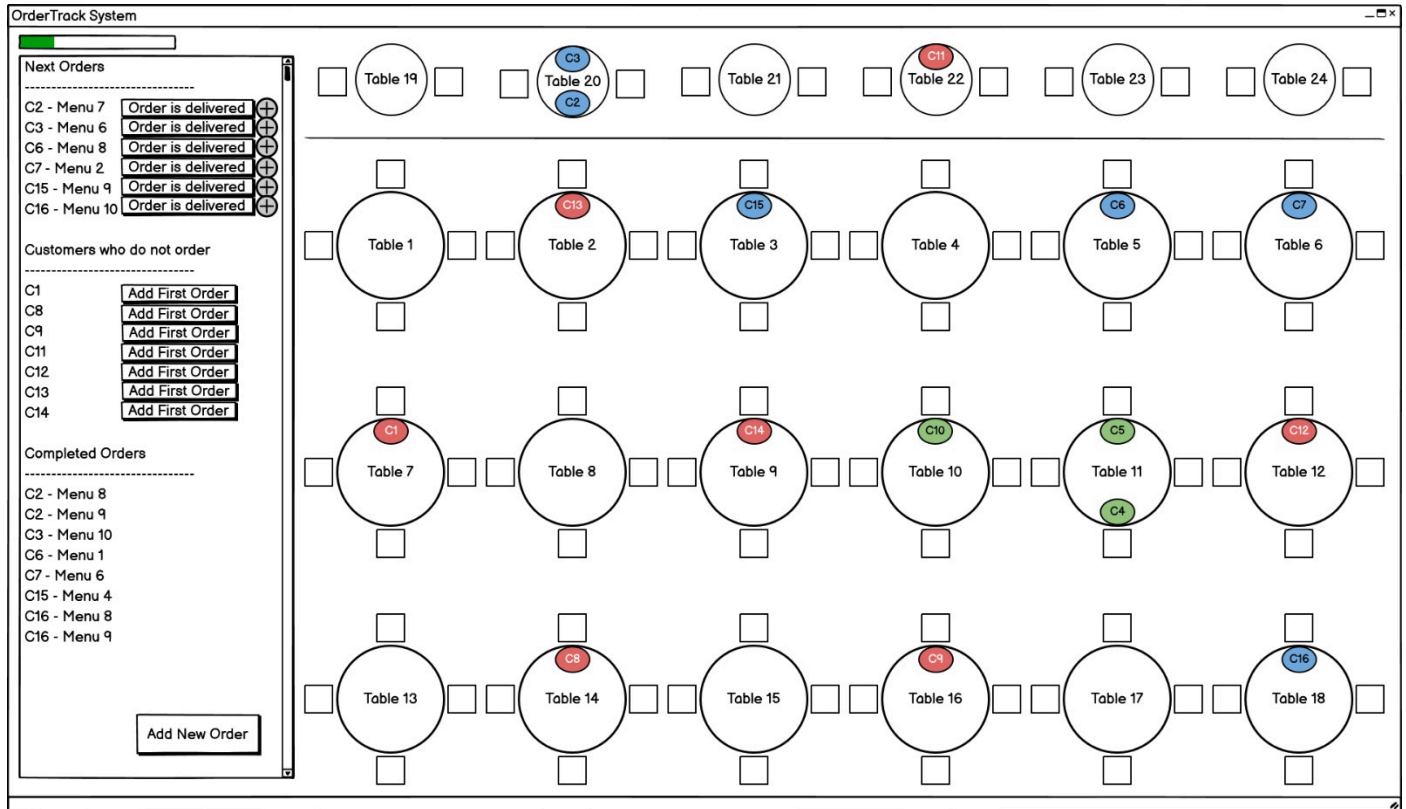 OrderTrack System
Next Orders
----------------------------------
C2 - Menu 7 Order is delivered
C3 - Menu 6 Order is delivered
C6 - Menu 8 Order is delivered
C7 - Menu 2 Order is delivered
C15 - Menu 9 Order is delivered
C16 - Menu 10 Order is delivered
Customers who do not order
----------------------------------
C1 Add First Order
C8 Add First Order
C9 Add First Order
C11 Add First Order
C12 Add First Order
C13 Add First Order
C14 Add First Order
Completed Orders
----------------------------------
C2 - Menu 8
C2 - Menu 9
C3 - Menu 10
C6 - Menu 1
C7 - Menu 6
C15 - Menu 4
C16 - Menu 8
C16 - Menu 9
Add New Order
C3 C11
Table 19 Table 20 Table 21 Table 22 Table 23 Table 24
C2
C13 C15 C6 C7
Table 1 Table 2 Table 3 Table 4 Table 5 Table 6
C1 C14 C10 C5 C12
Table 7 Table 8 Table 9 Table 10 Table 11 Table 12
C4
C8 C9 C16
Table 13 Table 14 Table 15 Table 16 Table 17 Table 18